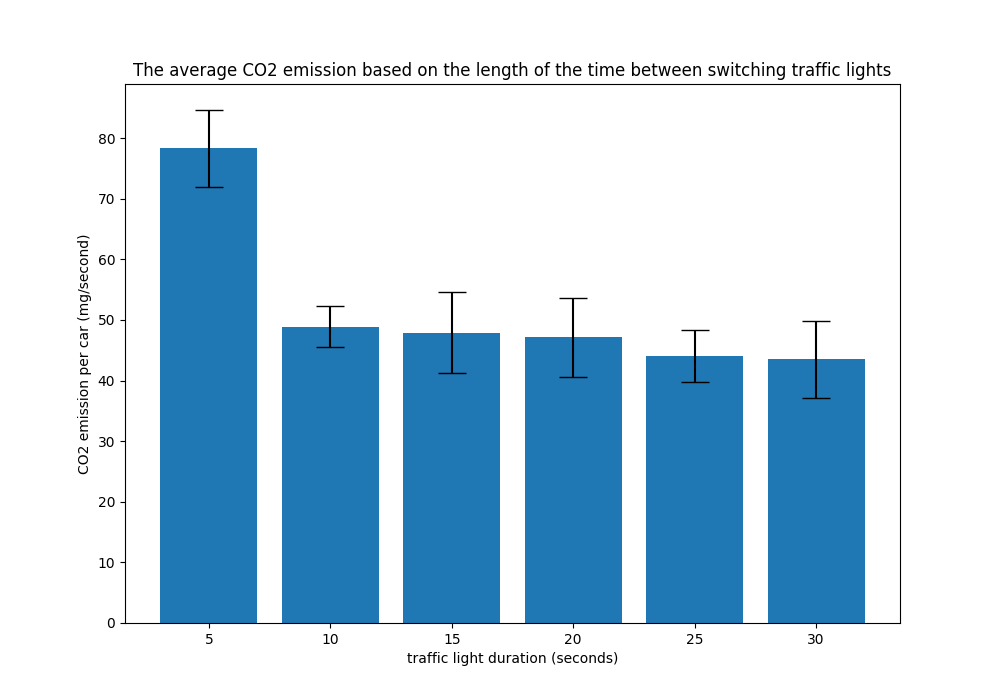 The average CO2 emission based on the length of the time between switching traffic lights
CO2 emission per car (mg/second)
80
70
60
50
40
30
20
10
0
5 10 15 20 25 30
traffic light duration (seconds)